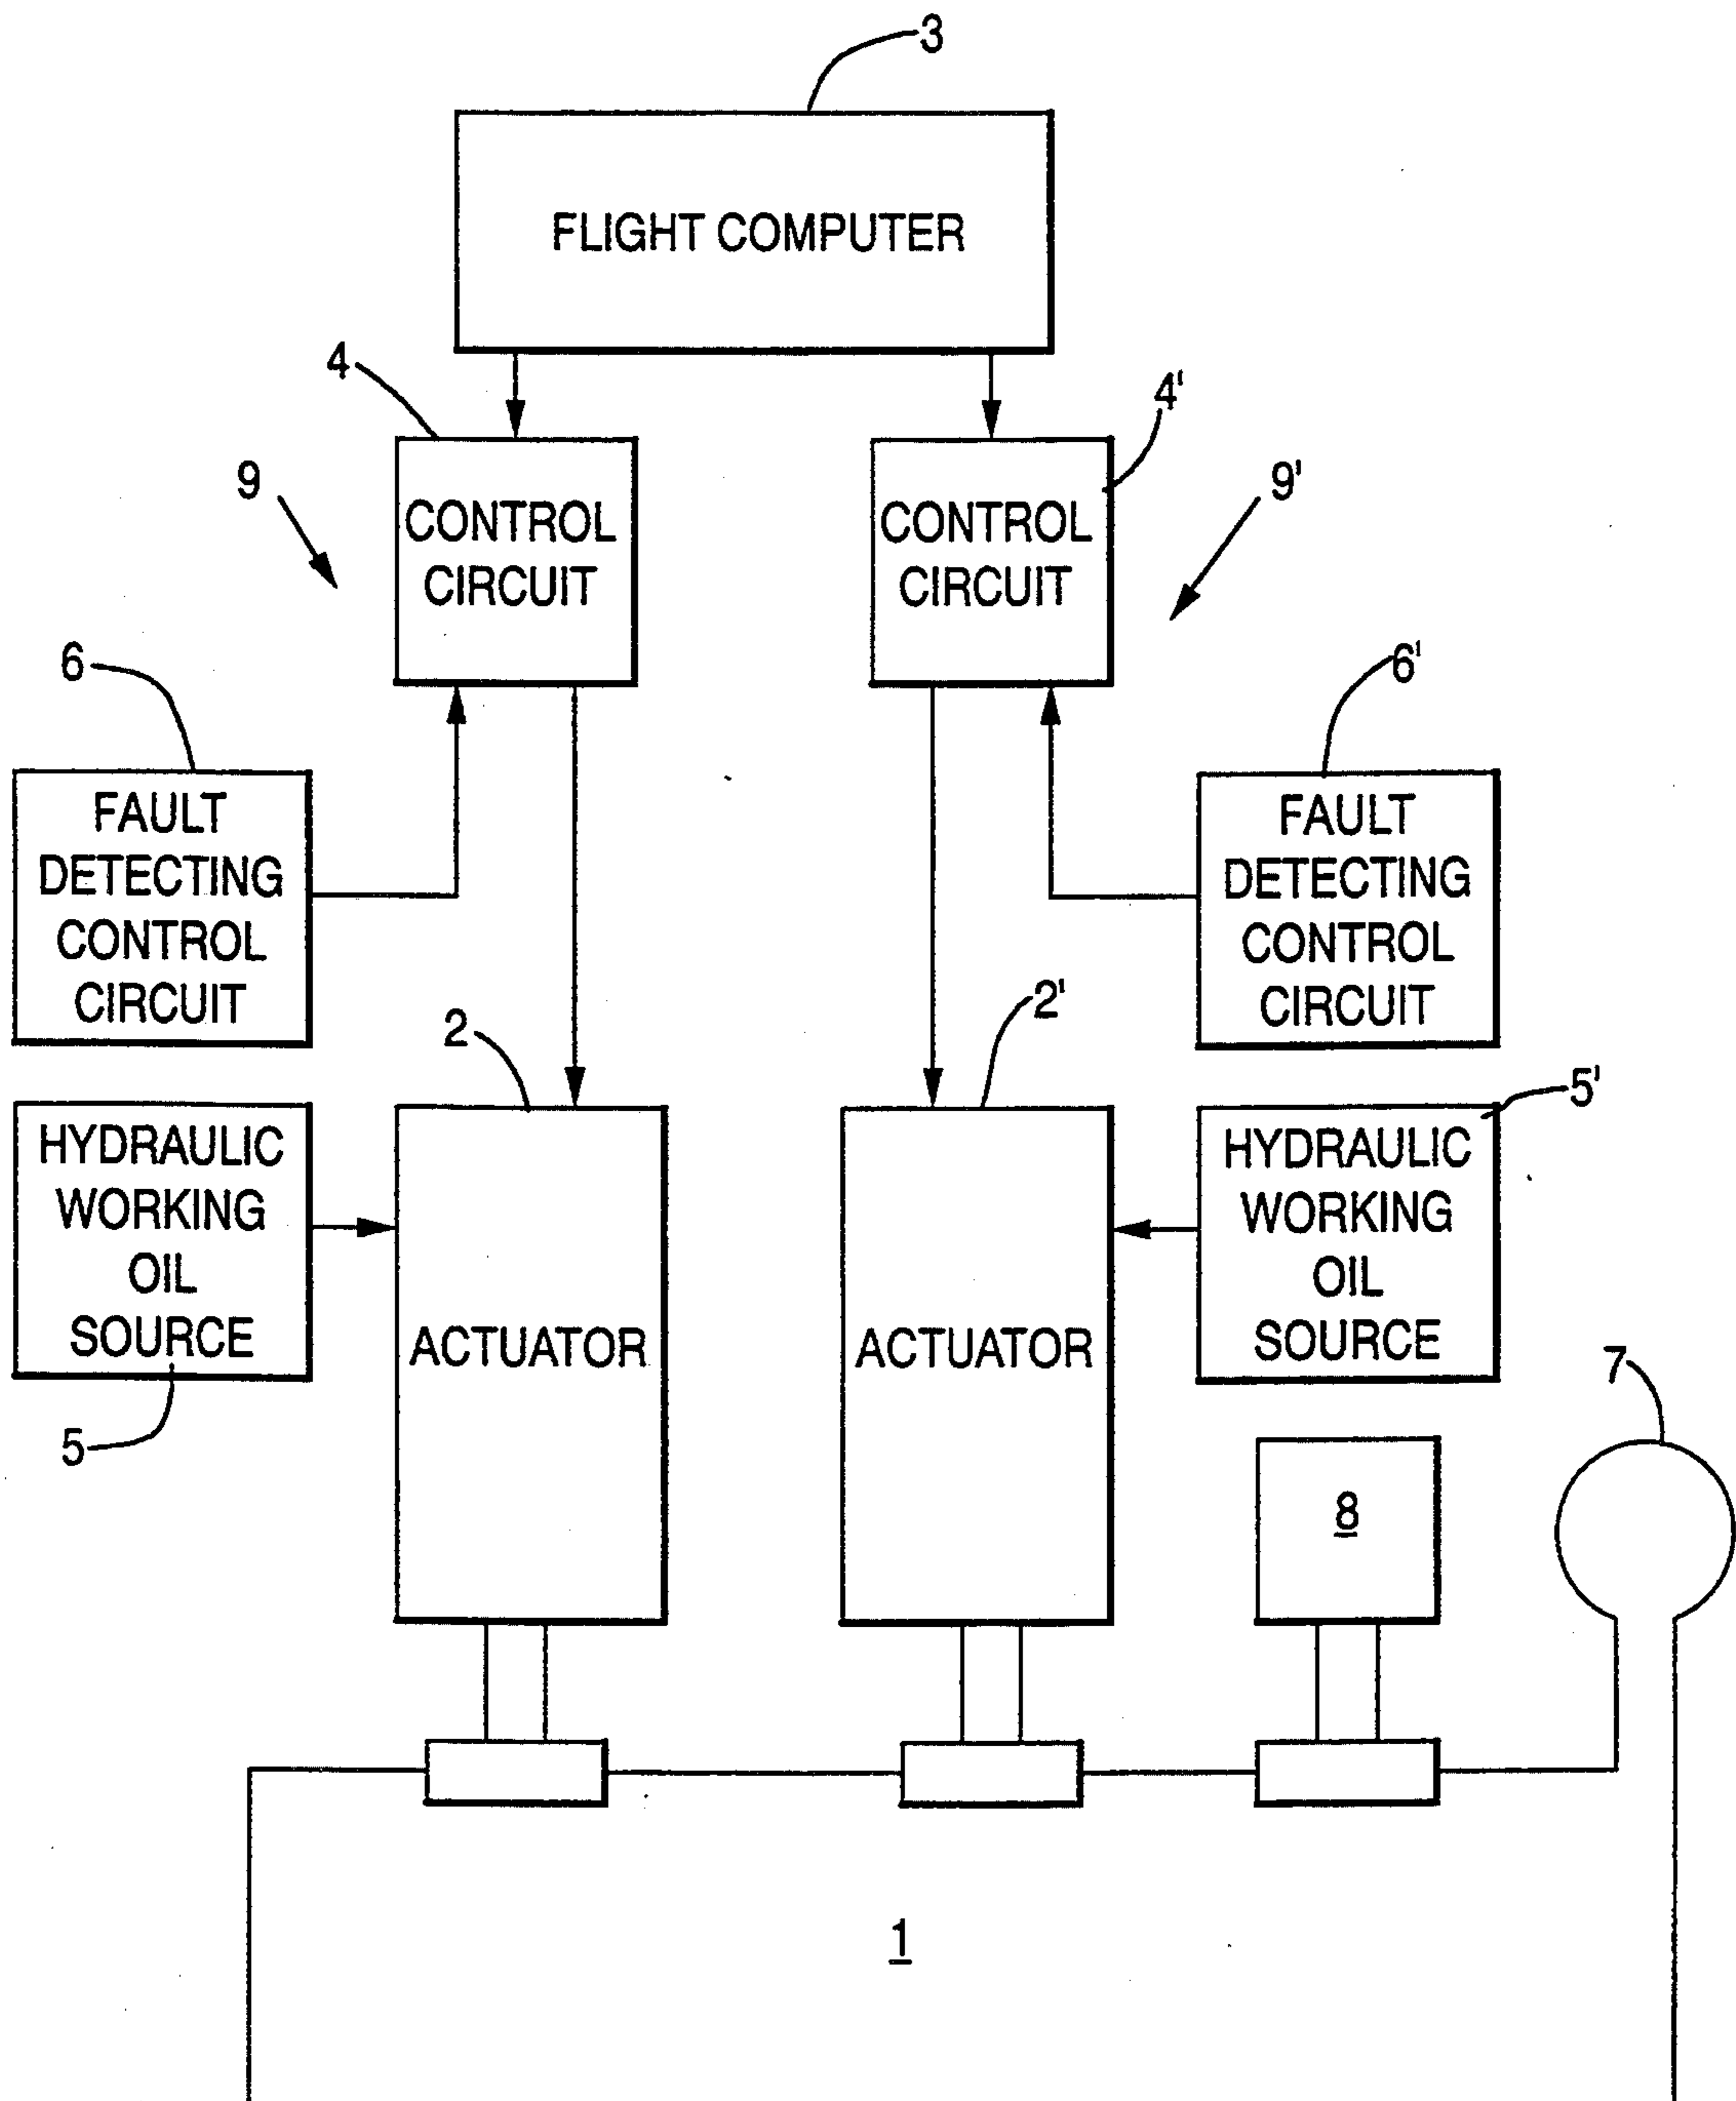 3
FLIGHT COMPUTER
4
4'
9
9'
CONTROL
CIRCUIT
CONTROL
CIRCUIT
6
6'
FAULT
DETECTING
CONTROL
CIRCUIT
FAULT
DETECTING
CONTROL
CIRCUIT
2
2'
5'
HYDRAULIC
WORKING
OIL
SOURCE
ACTUATOR
ACTUATOR
HYDRAULIC
WORKING
OIL
SOURCE
5
7
8
1